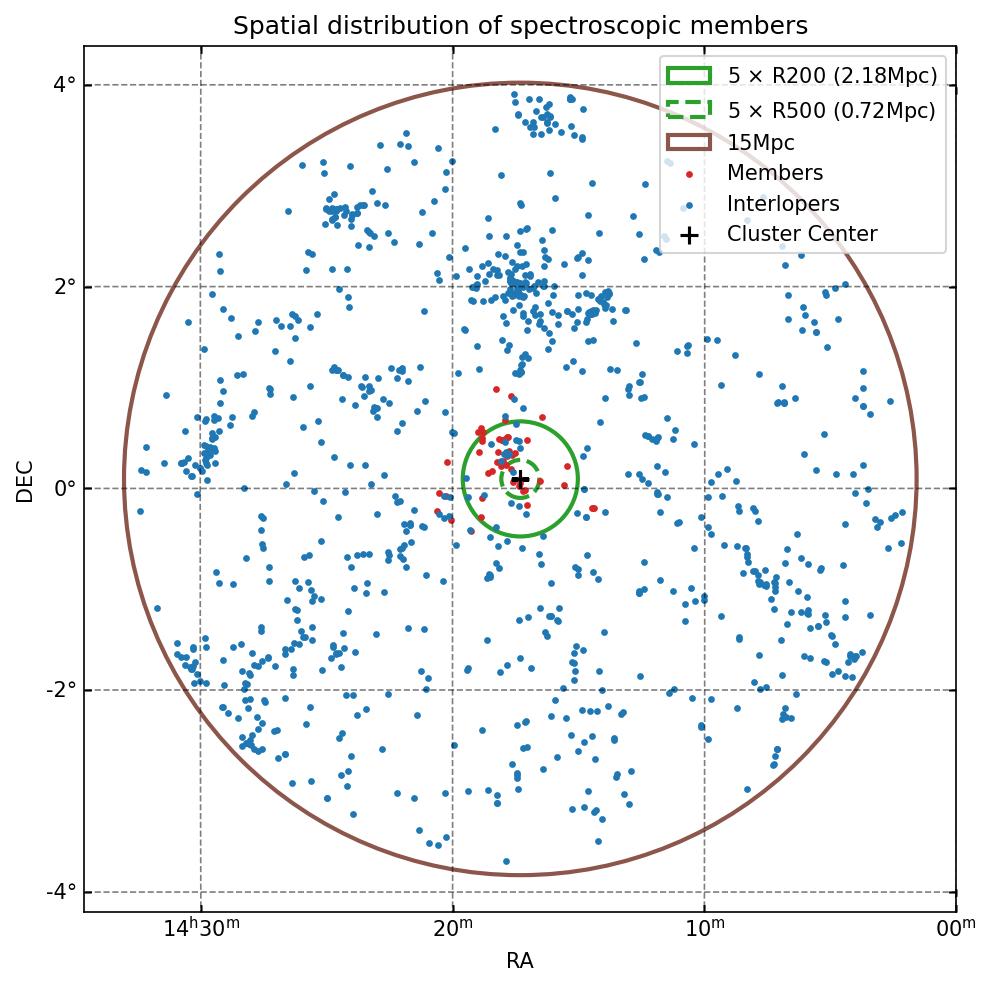 Spatial distribution of spectroscopic members
5 × R200 (2.18Mpc)
5 × R500 (0.72Mpc)
15Mpc
Members
Interlopers
Cluster Center
4°
2°
0°
-2°
-4°
DEC
14ʰ30ᵐ
20ᵐ
10ᵐ
00ᵐ
RA